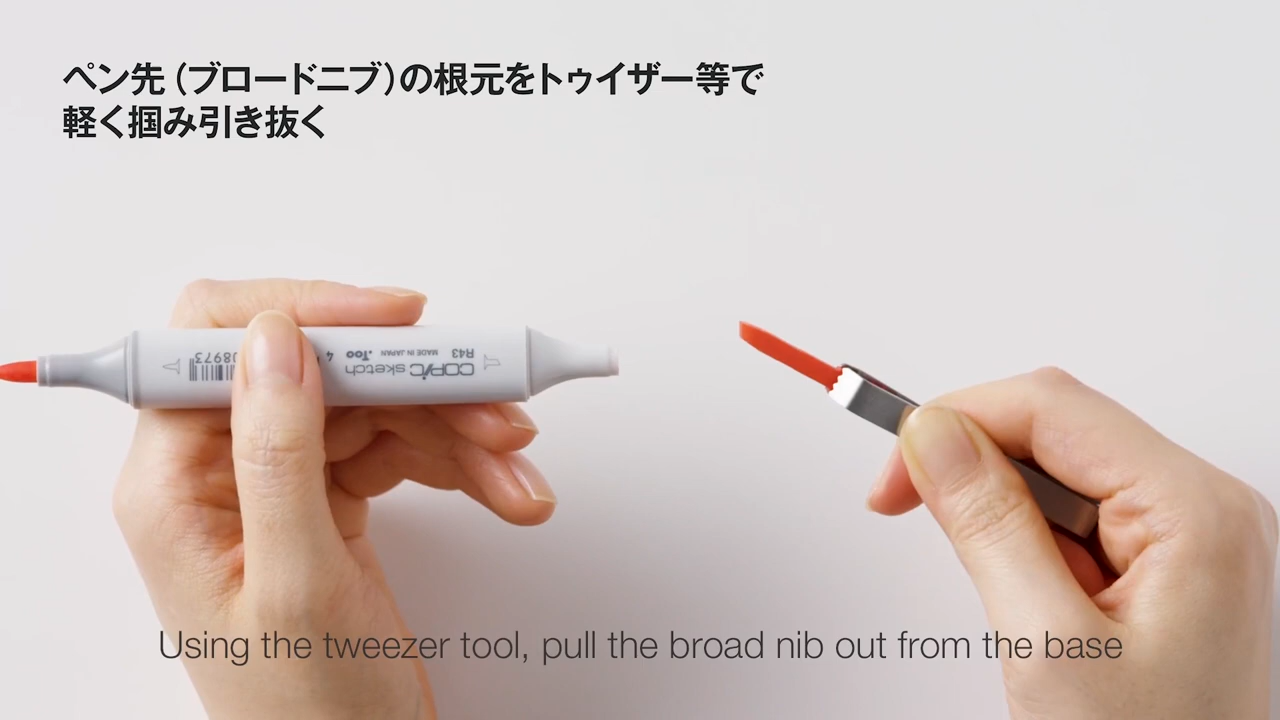 ペン先（ブロードニブ）の根元をトゥイザー等で
軽く掴み引き抜く
R43
COPIC sketch
MADE IN JAPAN
.Too
4
08973
Using the tweezer tool, pull the broad nib out from the base